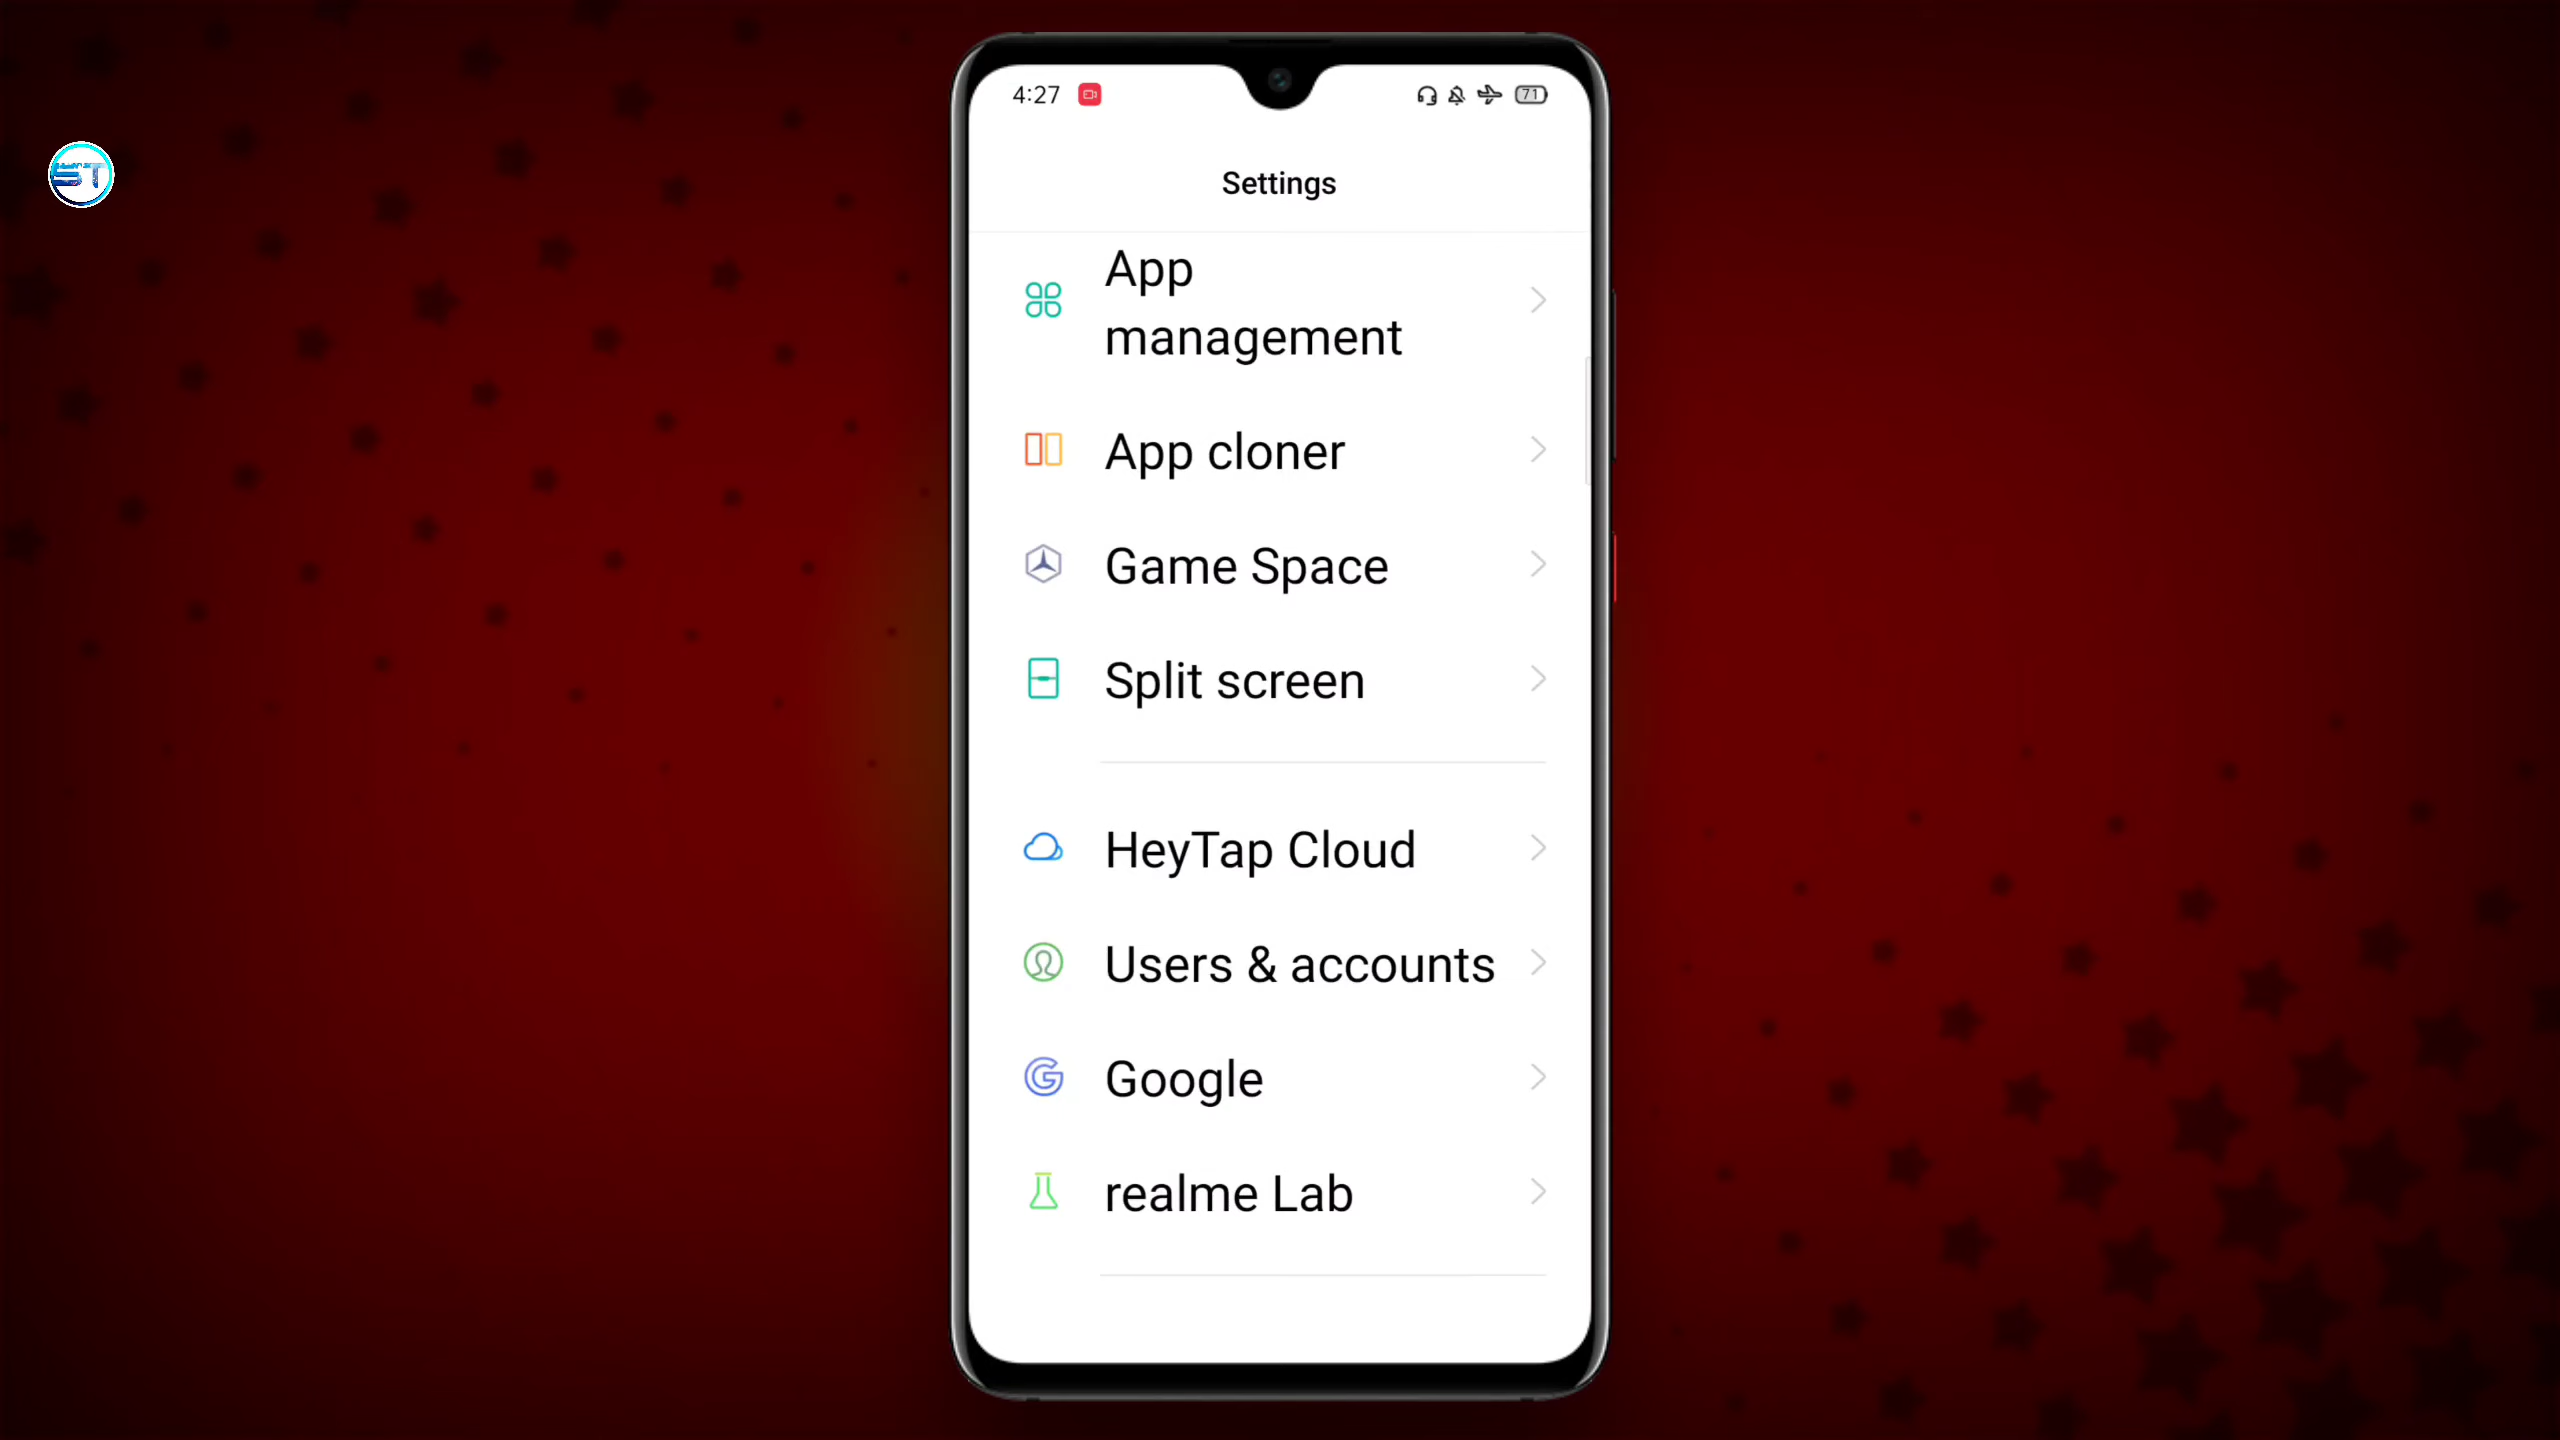 4:27
71
ST
Settings
App
management
App cloner
Game Space
Split screen
HeyTap Cloud
Users & accounts
Google
realme Lab